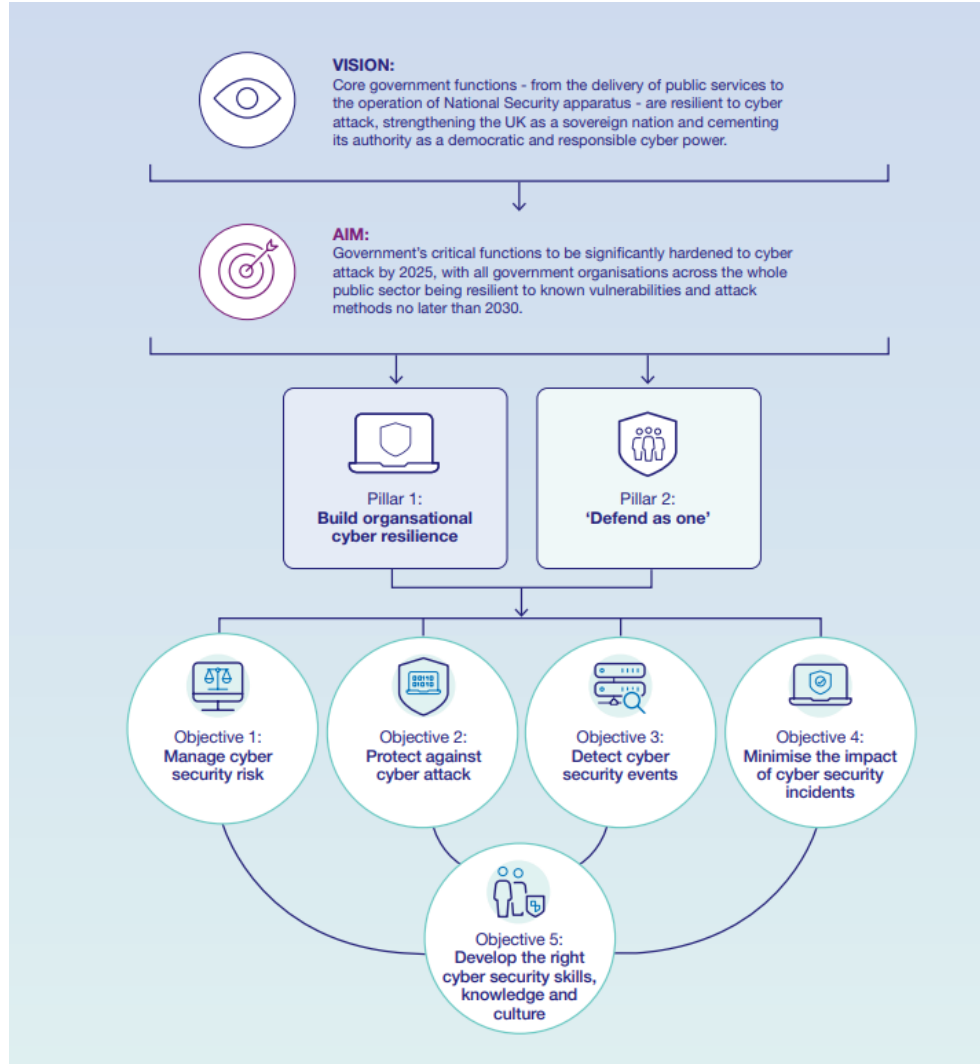 VISION:
Core government functions - from the delivery of public services to
the operation of National Security apparatus - are resilient to cyber
attack, strengthening the UK as a sovereign nation and cementing
its authority as a democratic and responsible cyber power.
AIM:
Government's critical functions to be significantly hardened to cyber
attack by 2025, with all government organisations across the whole
public sector being resilient to known vulnerabilities and attack
methods no later than 2030.
Pillar 1:
Build organsational
cyber resilience
Pillar 2:
'Defend as one'
Objective 1:
Manage cyber
security risk
Objective 2:
Protect against
cyber attack
Objective 3:
Detect cyber
security events
Objective 4:
Minimise the impact
of cyber security
incidents
Objective 5:
Develop the right
cyber security skills,
knowledge and
culture